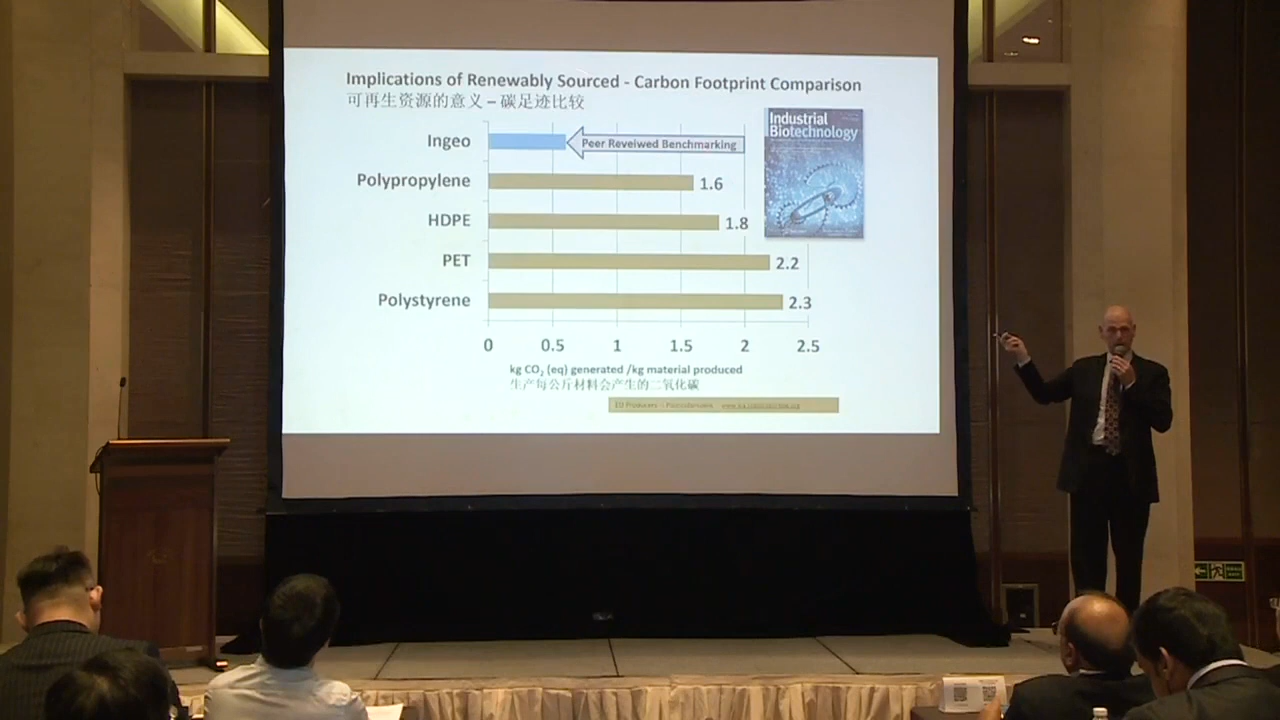 Implications of Renewably Sourced - Carbon Footprint Comparison
可再生资源的意义 – 碳足迹比较
Industrial
Biotechnology
Ingeo
Peer Reveiwed Benchmarking
Polypropylene
1.6
HDPE
1.8
PET
2.2
Polystyrene
2.3
0 0.5 1 1.5 2 2.5
kg CO2 (eq) generated /kg material produced
生产每公斤材料会产生的二氧化碳
EU Producers –